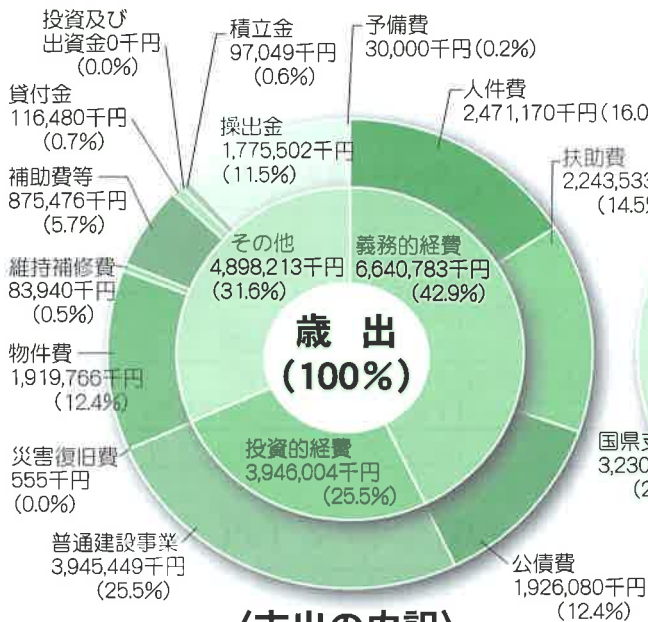 投資及び
出資金0千円
(0.0%)
積立金
97,049千円
(0.6%)
予備費
30,000千円(0.2%)
貸付金
116,480千円
(0.7%)
操出金
1,775,502千円
(11.5%)
人件費
2,471,170千円(16.0
扶助費
2,243,533
(14.5%
補助費等
875,476千円
(5.7%)
その他
4,898,213千円
(31.6%)
義務的経費
6,640,783千円
(42.9%)
維持補修費
83,940千円
(0.5%)
歳 出
(100%)
物件費
1,919,766千円
(12.4%)
投資的経費
3,946,004千円
(25.5%)
災害復旧費
555千円
(0.0%)
国県支
3,230
(2
普通建設事業
3,945,449千円
(25.5%)
公債費
1,926,080千円
(12.4%)